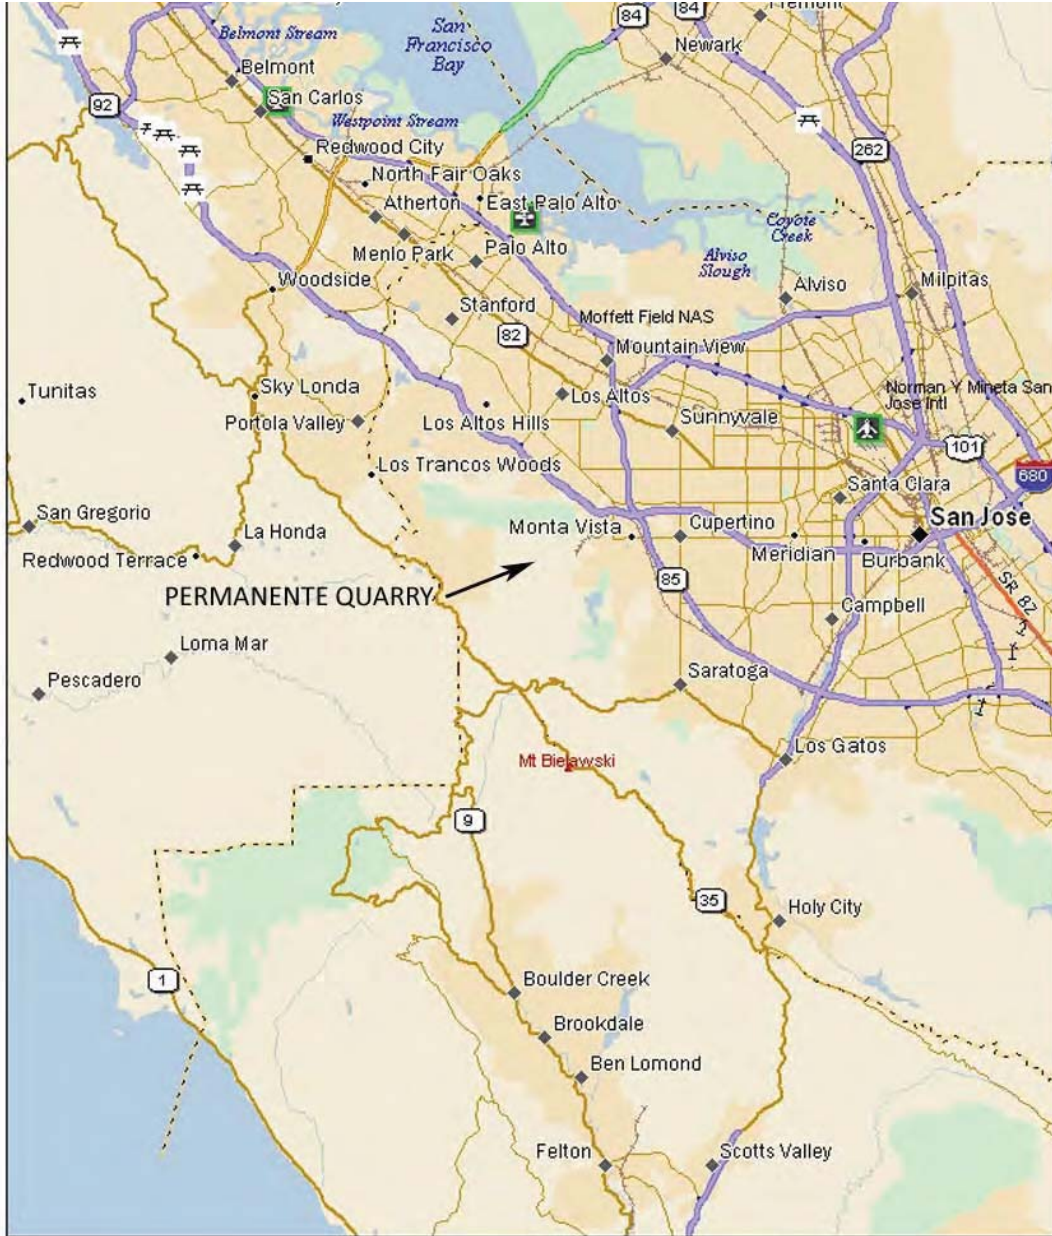 84
84
Fremont
Belmont Stream
San
Francisco
Bay
Newark
Belmont
92
San Carlos
Westpoint Stream
262
Redwood City
North Fair Oaks
Atherton
East Palo Alto
Coyote
Creek
Menlo Park
Palo Alto
Alviso
Slough
Woodside
Alviso
Milpitas
Stanford
Moffett Field NAS
82
Mountain View
Tunitas
Sky Londa
Los Altos
Norman Y Mineta San
Jose Intl
Portola Valley
Los Altos Hills
Sunnyvale
101
Los Trancos Woods
680
Santa Clara
San Gregorio
La Honda
Monta Vista
Cupertino
San Jose
Redwood Terrace
Meridian
Burbank
85
SR 82
PERMANENTE QUARRY
Campbell
Loma Mar
Pescadero
Saratoga
Los Gatos
Mt Bielawski
9
35
Holy City
1
Boulder Creek
Brookdale
Ben Lomond
Felton
Scotts Valley